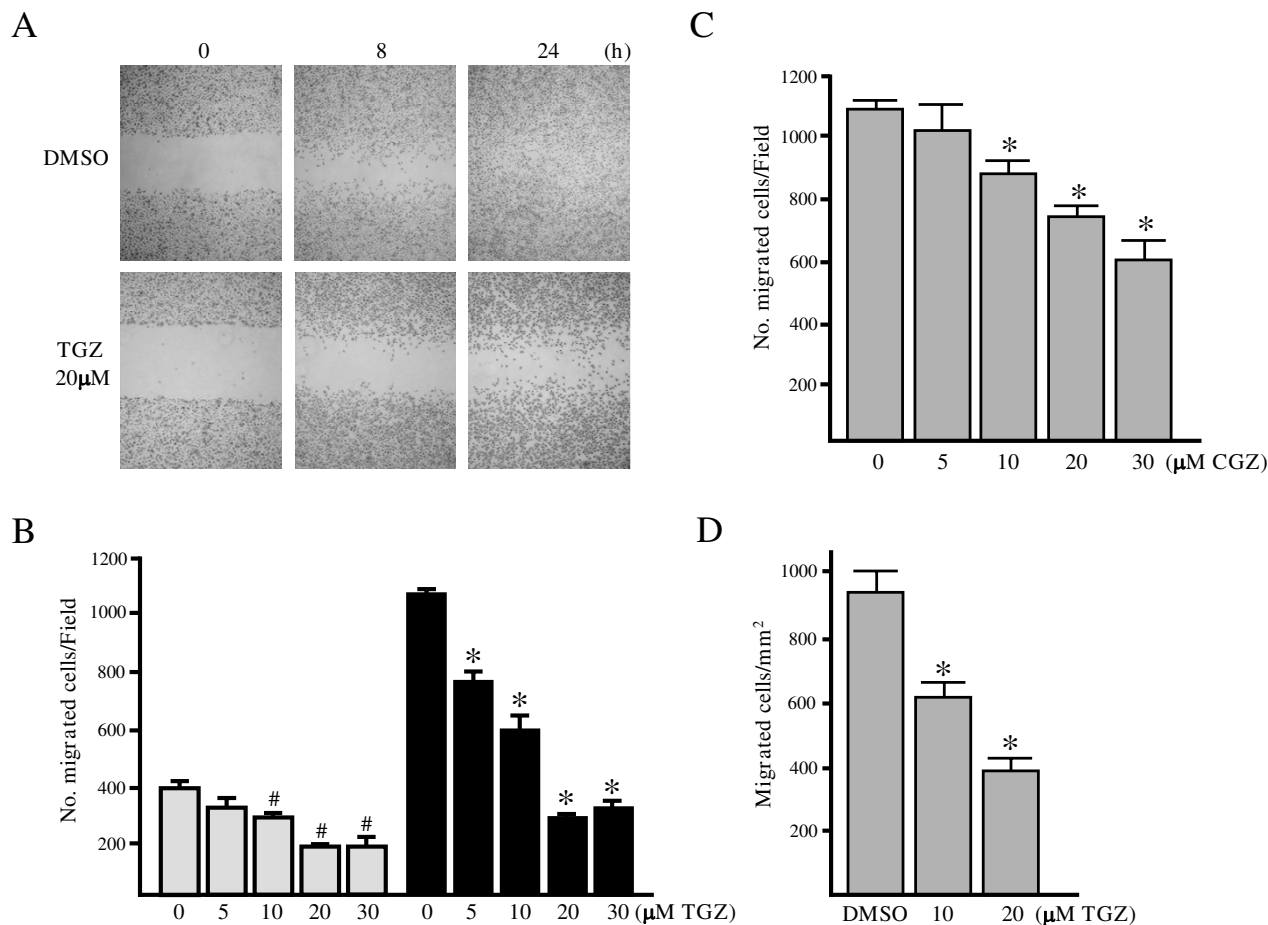 A
0 8 24 (h)
DMSO
TGZ
20μM
B
No. migrated cells/Field
1200
1000
800
600
400
200
# # #
* * * *
0 5 10 20 30 0 5 10 20 30 (μM TGZ)
C
No. migrated cells/Field
1200
1000
800
600
400
200
* * *
0 5 10 20 30 (μM CGZ)
D
Migrated cells/mm²
1000
800
600
400
200
* *
DMSO 10 20 (μM TGZ)